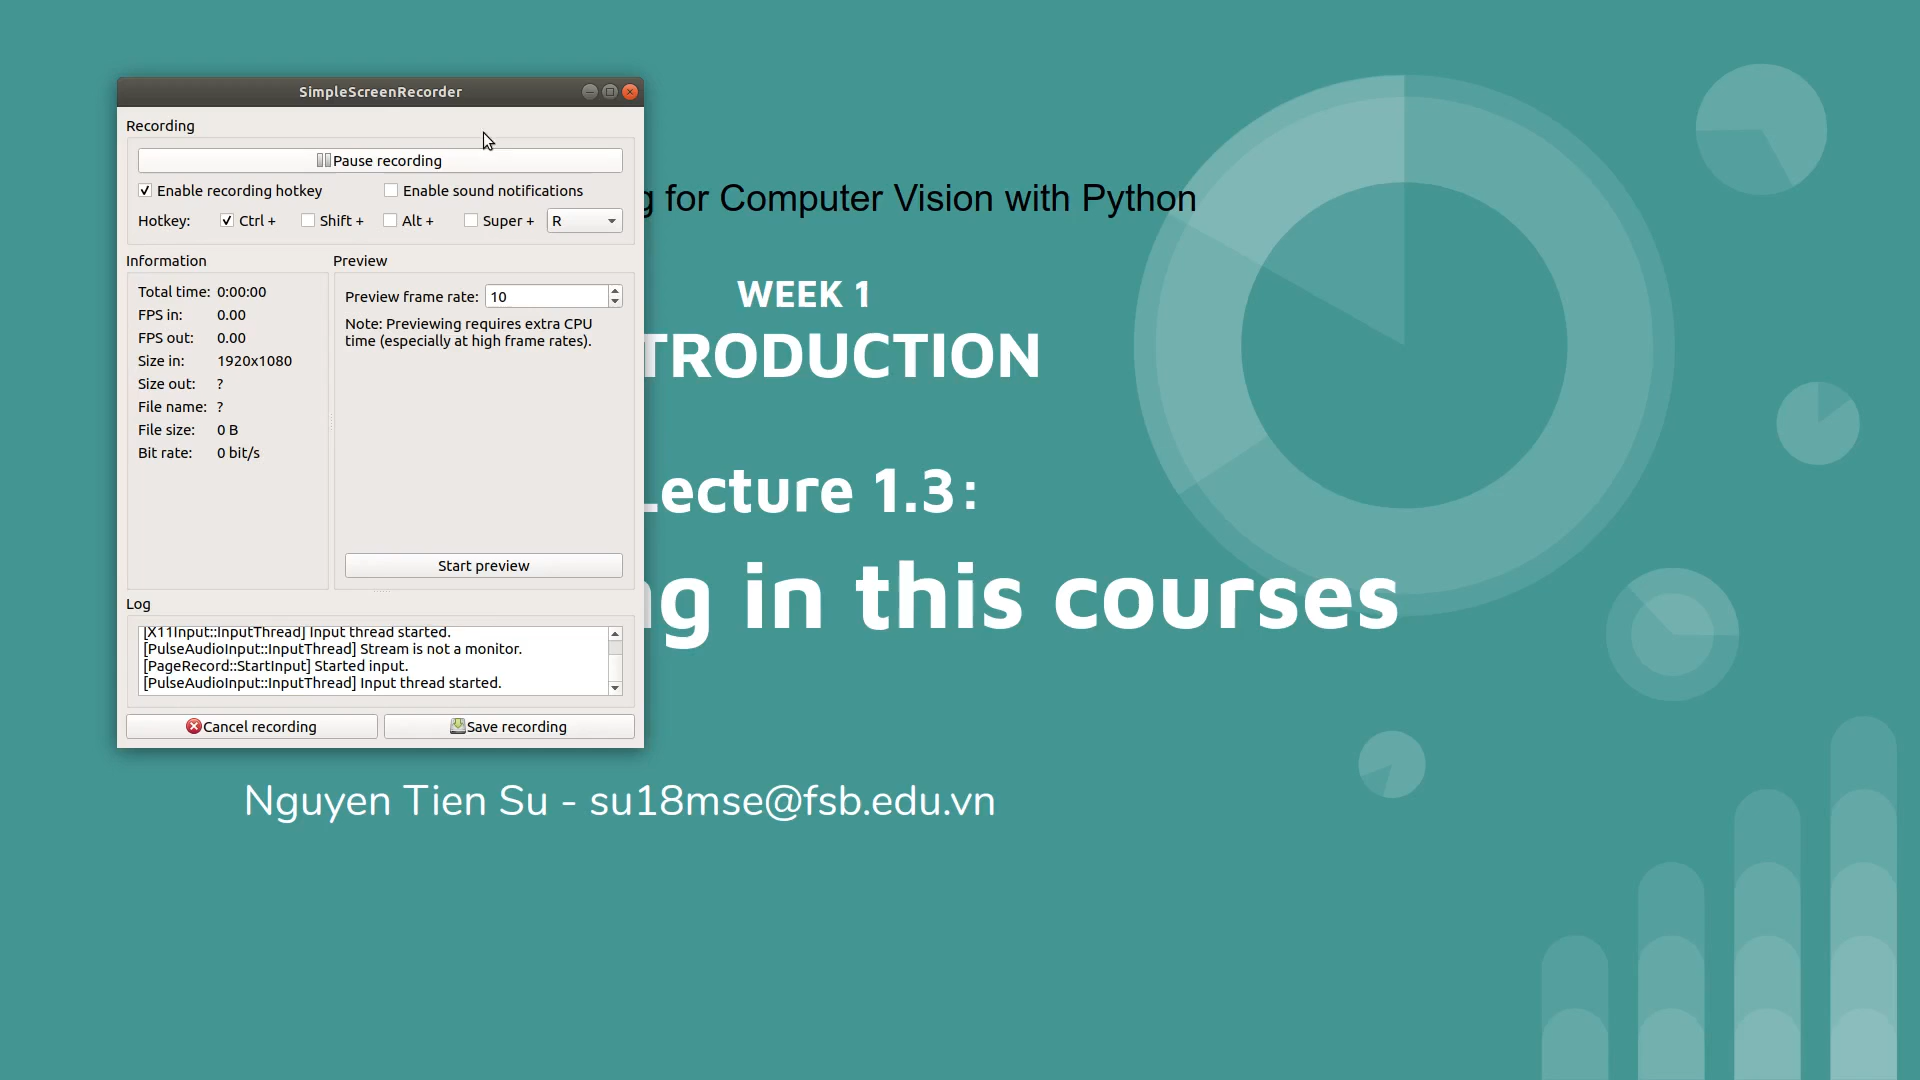 SimpleScreenRecorder
Recording
Pause recording
Enable recording hotkey Enable sound notifications
Hotkey: Ctrl + Shift + Alt + Super + R
Information
Total time: 0:00:00
FPS in: 0.00
FPS out: 0.00
Size in: 1920x1080
Size out: ?
File name: ?
File size: 0 B
Bit rate: 0 bit/s
Preview
Preview frame rate: 10
Note: Previewing requires extra CPU
time (especially at high frame rates).
Start preview
Log
[X11Input::InputThread] Input thread started.
[PulseAudioInput::InputThread] Stream is not a monitor.
[PageRecord::StartInput] Started input.
[PulseAudioInput::InputThread] Input thread started.
Cancel recording Save recording
g for Computer Vision with Python
WEEK 1
TRODUCTION
Lecture 1.3:
ng in this courses
Nguyen Tien Su - su18mse@fsb.edu.vn